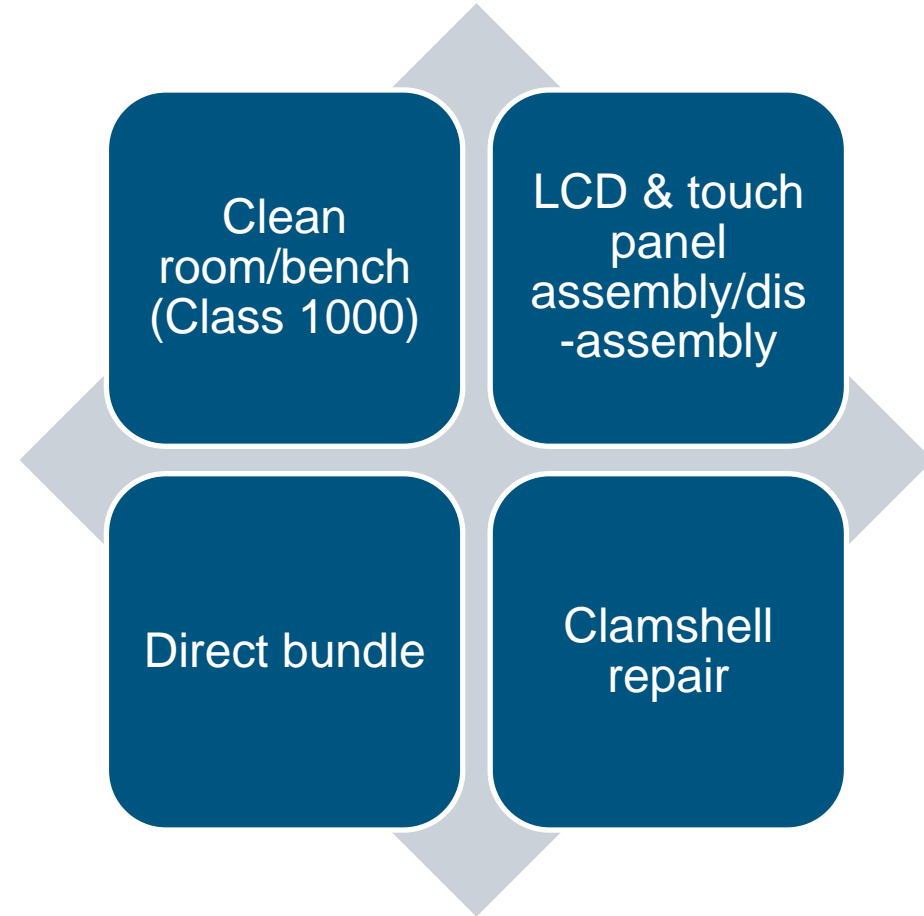 Clean
room/bench
(Class 1000)
LCD & touch
panel
assembly/dis
-assembly
Direct bundle
Clamshell
repair